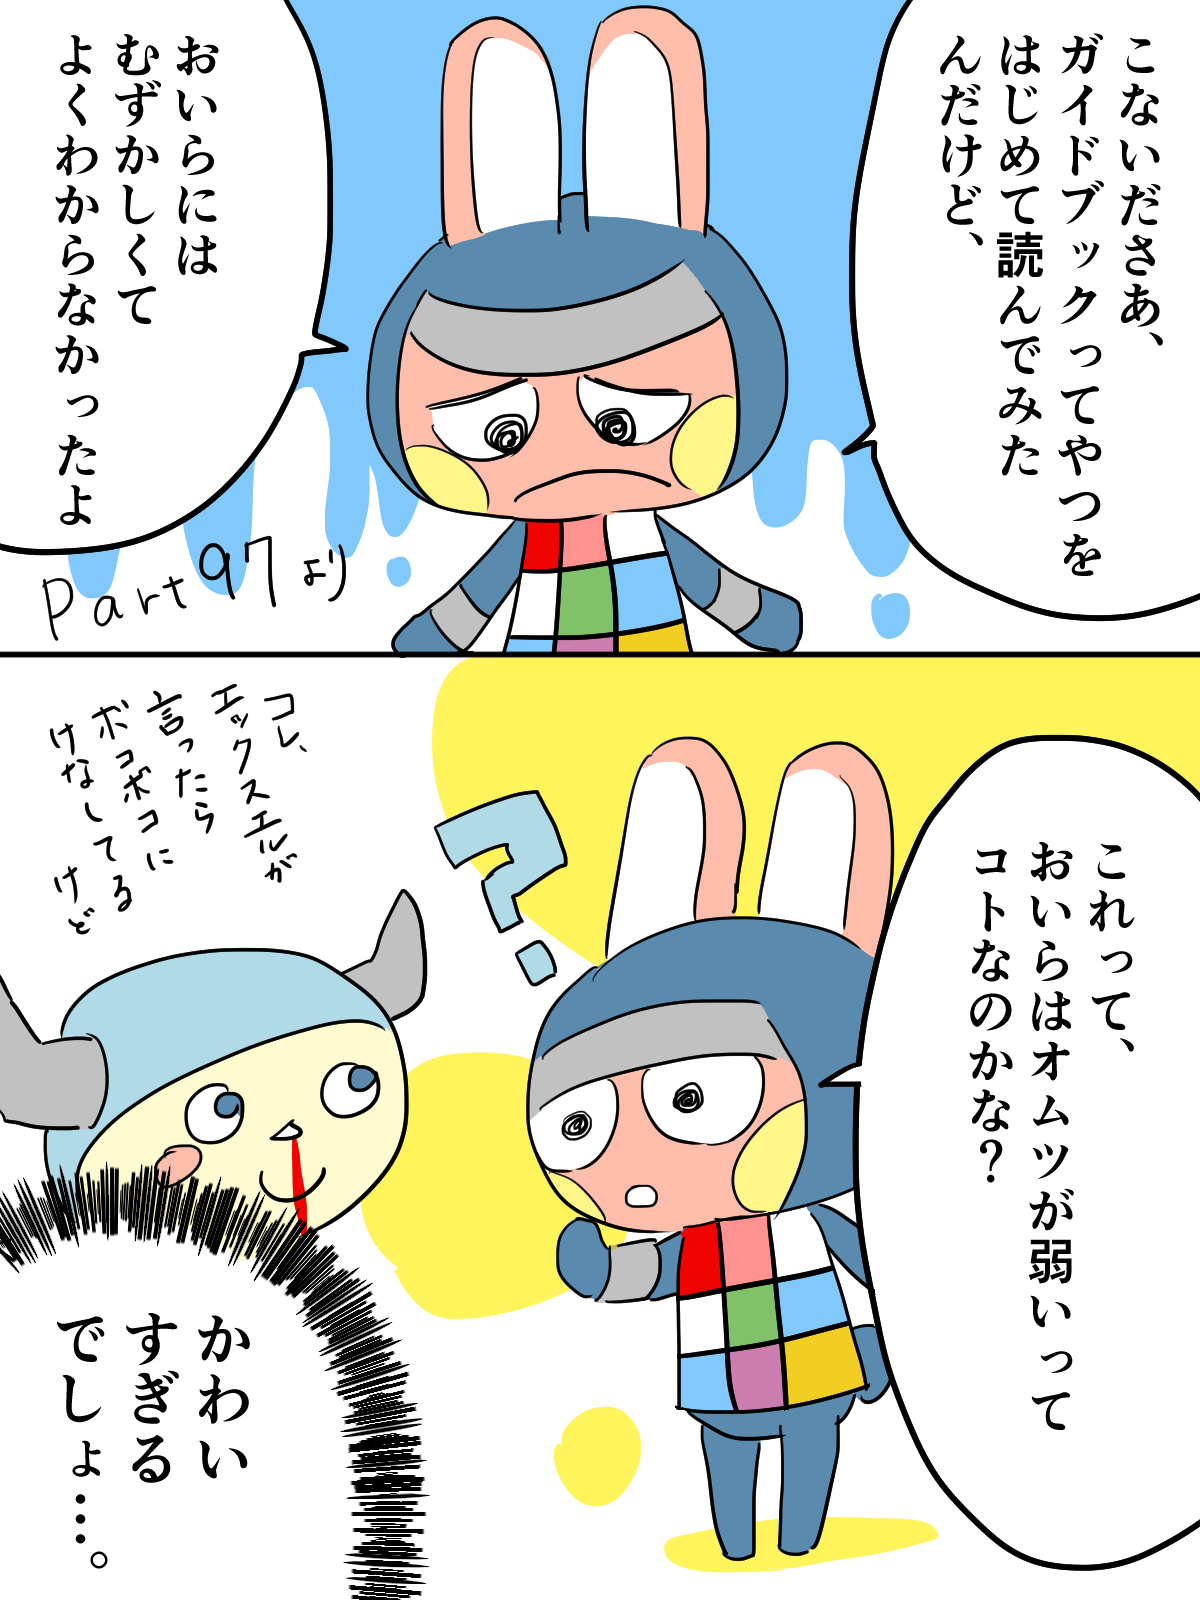 こないださあ、
ガイドブックってやつを
はじめて読んでみた
んだけど、
おいらには
むずかしくて
よくわからなかったよ
Part97より
これって、
おいらはオムツが弱いって
コトなのかな?
コレ、
エックスエルが
言ったら
ボコボコに
けなしてる
けど
かわい
すぎる
でしょ…。